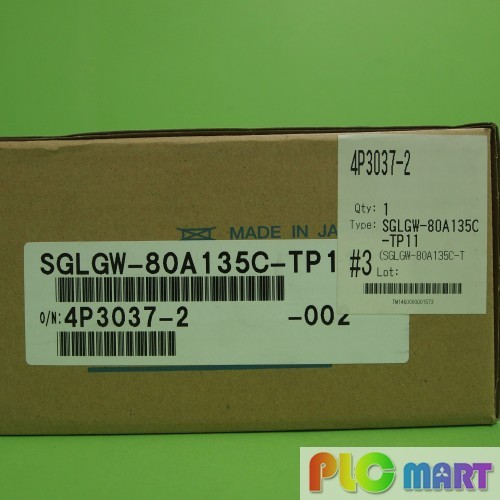 MADE IN JA
SGLGW-80A135C-TP1
O/N: 4P3037-2 -002
4P3037-2
Qty: 1
Type: SGLGW-80A135C
-TP11
#3 (SGLGW-80A135C-T
Lot:
TM1460000001573
PLC MART